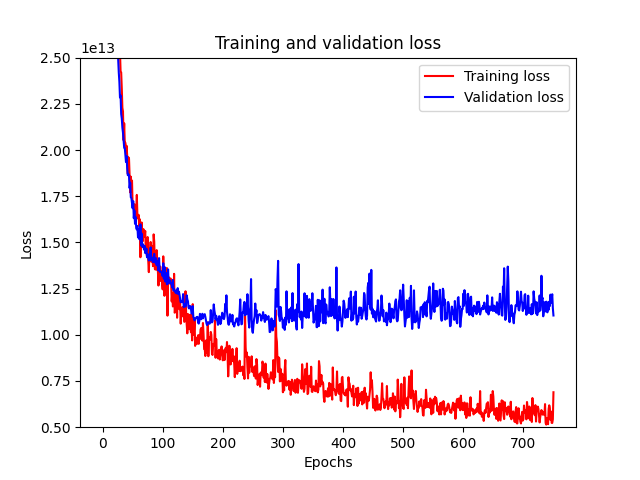 Training and validation loss
1e13
Training loss
Validation loss
2.50
2.25
2.00
1.75
1.50
1.25
1.00
0.75
0.50
Loss
0 100 200 300 400 500 600 700
Epochs